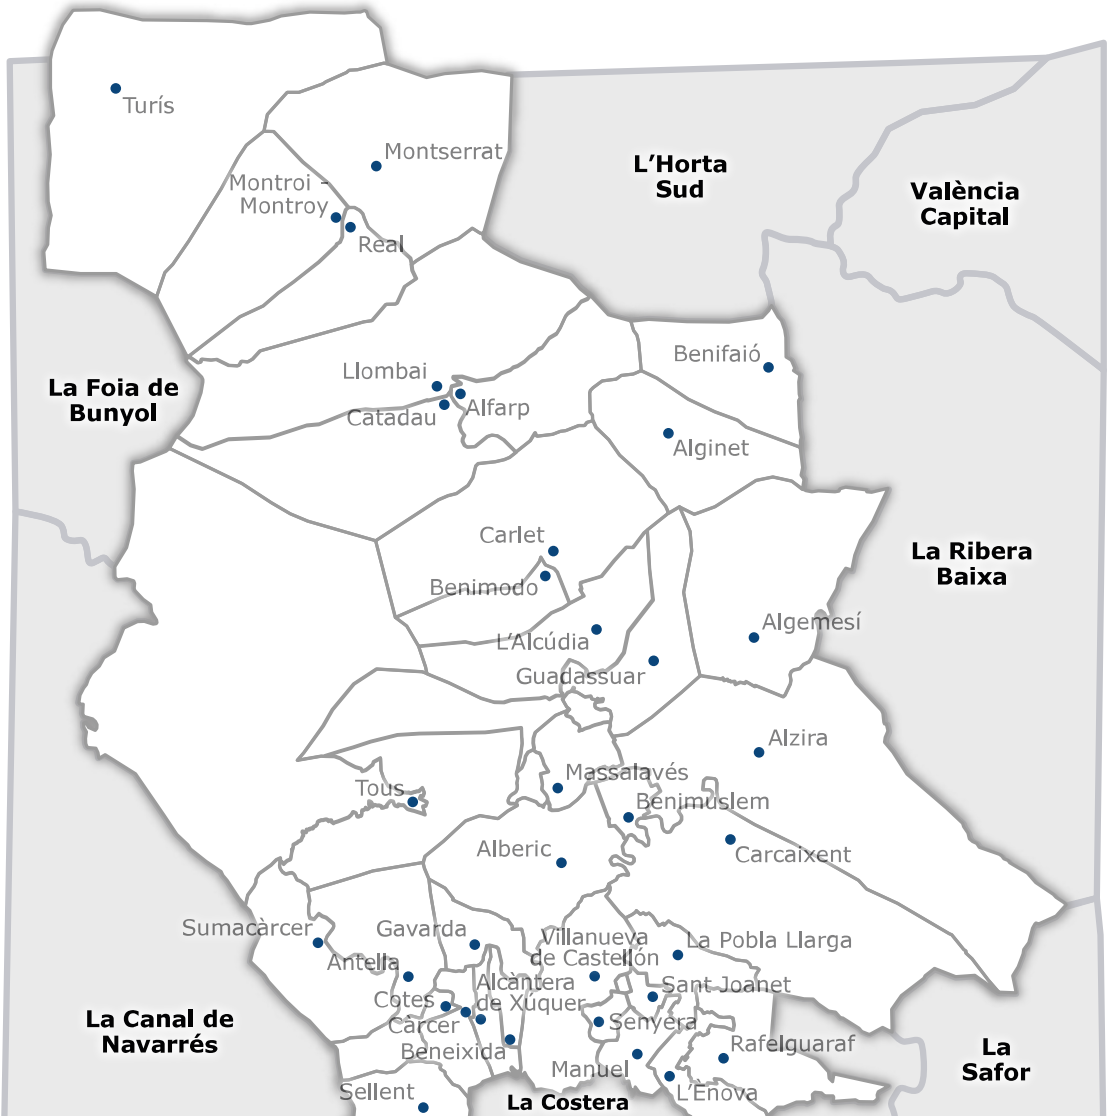 Turís
Montserrat
L'Horta
Sud
València
Capital
Montroi -
Montroy
Real
Benifaió
Llombai
La Foia de
Bunyol
Catadau
Alfarp
Alginet
Carlet
La Ribera
Baixa
Benimodo
Algemesí
L'Alcúdia
Guadassuar
Alzira
Massalavés
Tous
Benimuslem
Alberic
Carcaixent
Sumacàrcer
Gavarda
Villanueva
de Castellón
La Pobla Llarga
Antella
Alcàntera
de Xúquer
Sant Joanet
Cotes
La Canal de
Navarrés
Càrcer
Senyera
Beneixida
Rafelguaraf
La
Safor
Manuel
Sellent
L'Ènova
La Costera